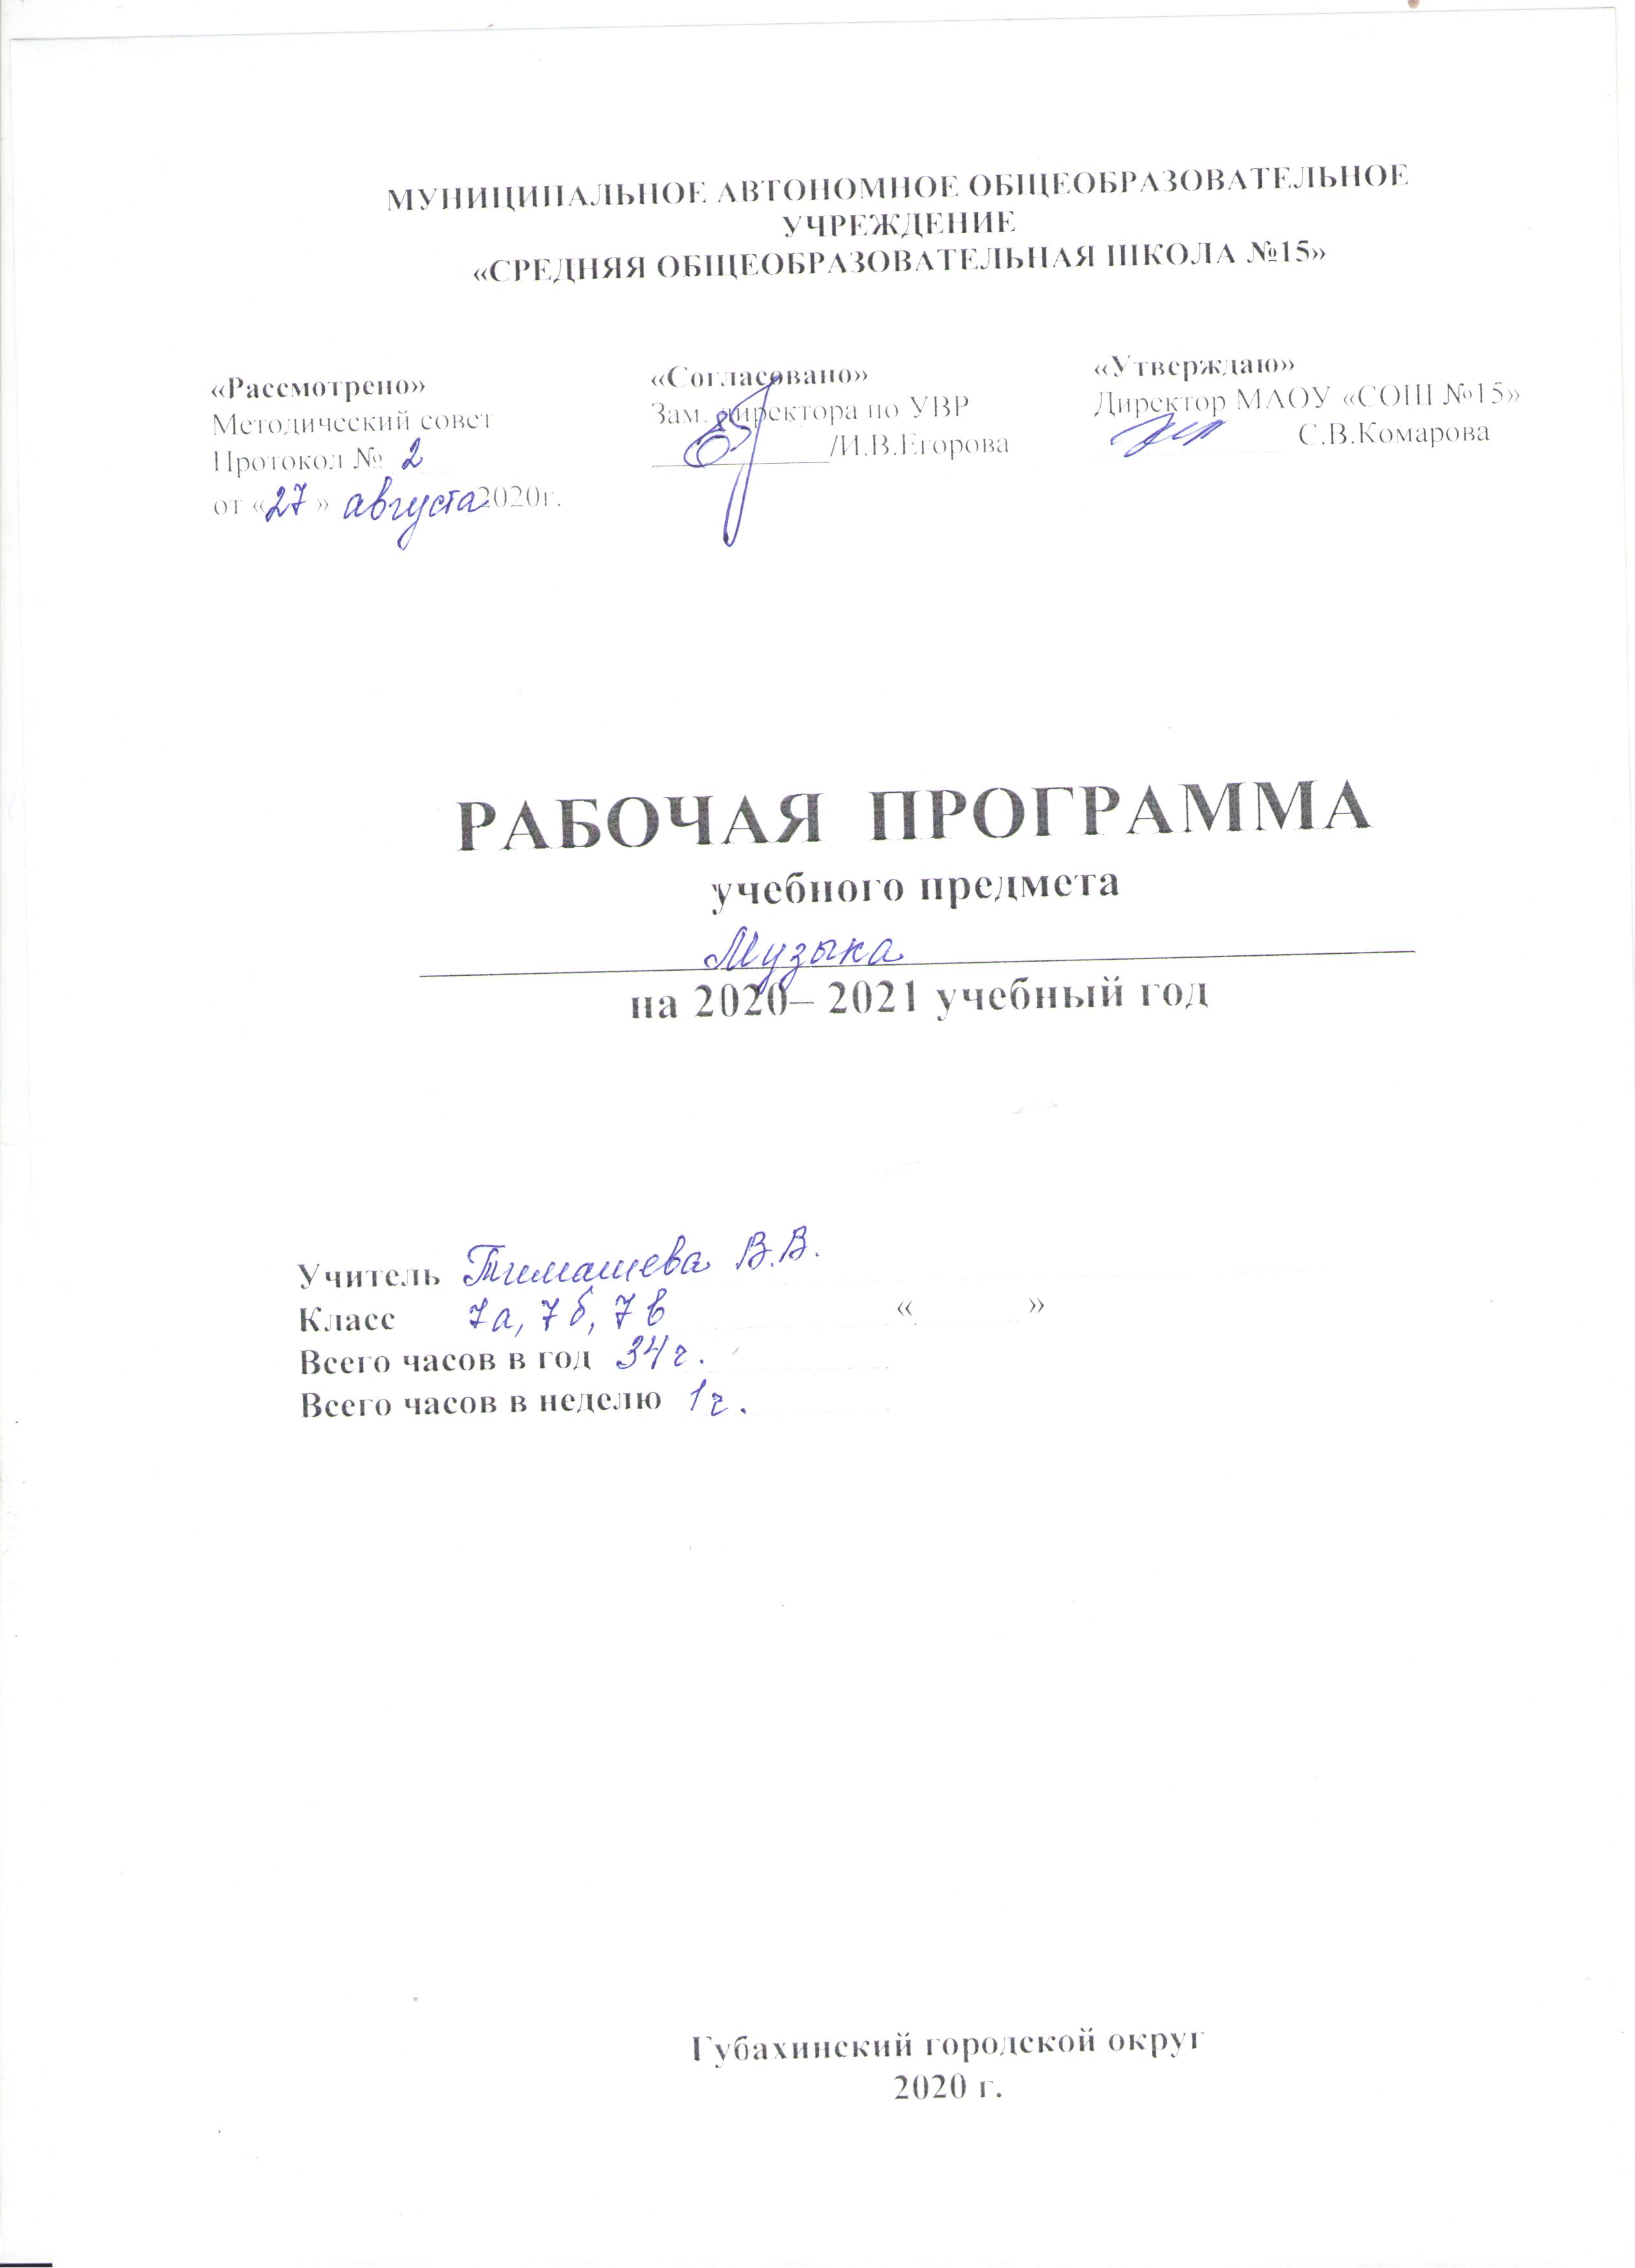 МУНИЦИПАЛЬНОЕ АВТОНОМНОЕ ОБЩЕОБРАЗОВАТЕЛЬНОЕ
УЧРЕЖДЕНИЕ
«СРЕДНЯЯ ОБЩЕОБРАЗОВАТЕЛЬНАЯ ШКОЛА №15»
«Рассмотрено»
Методический совет
Протокол № 2
от «27» августа 2020г.
«Согласовано»
Зам. директора по УВР
/И.В.Егорова
«Утверждаю»
Директор МАОУ «СОШ №15»
С.В.Комарова
РАБОЧАЯ ПРОГРАММА
учебного предмета
Музыка
на 2020– 2021 учебный год
Учитель Тимашева В.В.
Класс 7а, 7б, 7в « »
Всего часов в год 34 ч.
Всего часов в неделю 1 ч.
Губахинский городской округ
2020 г.